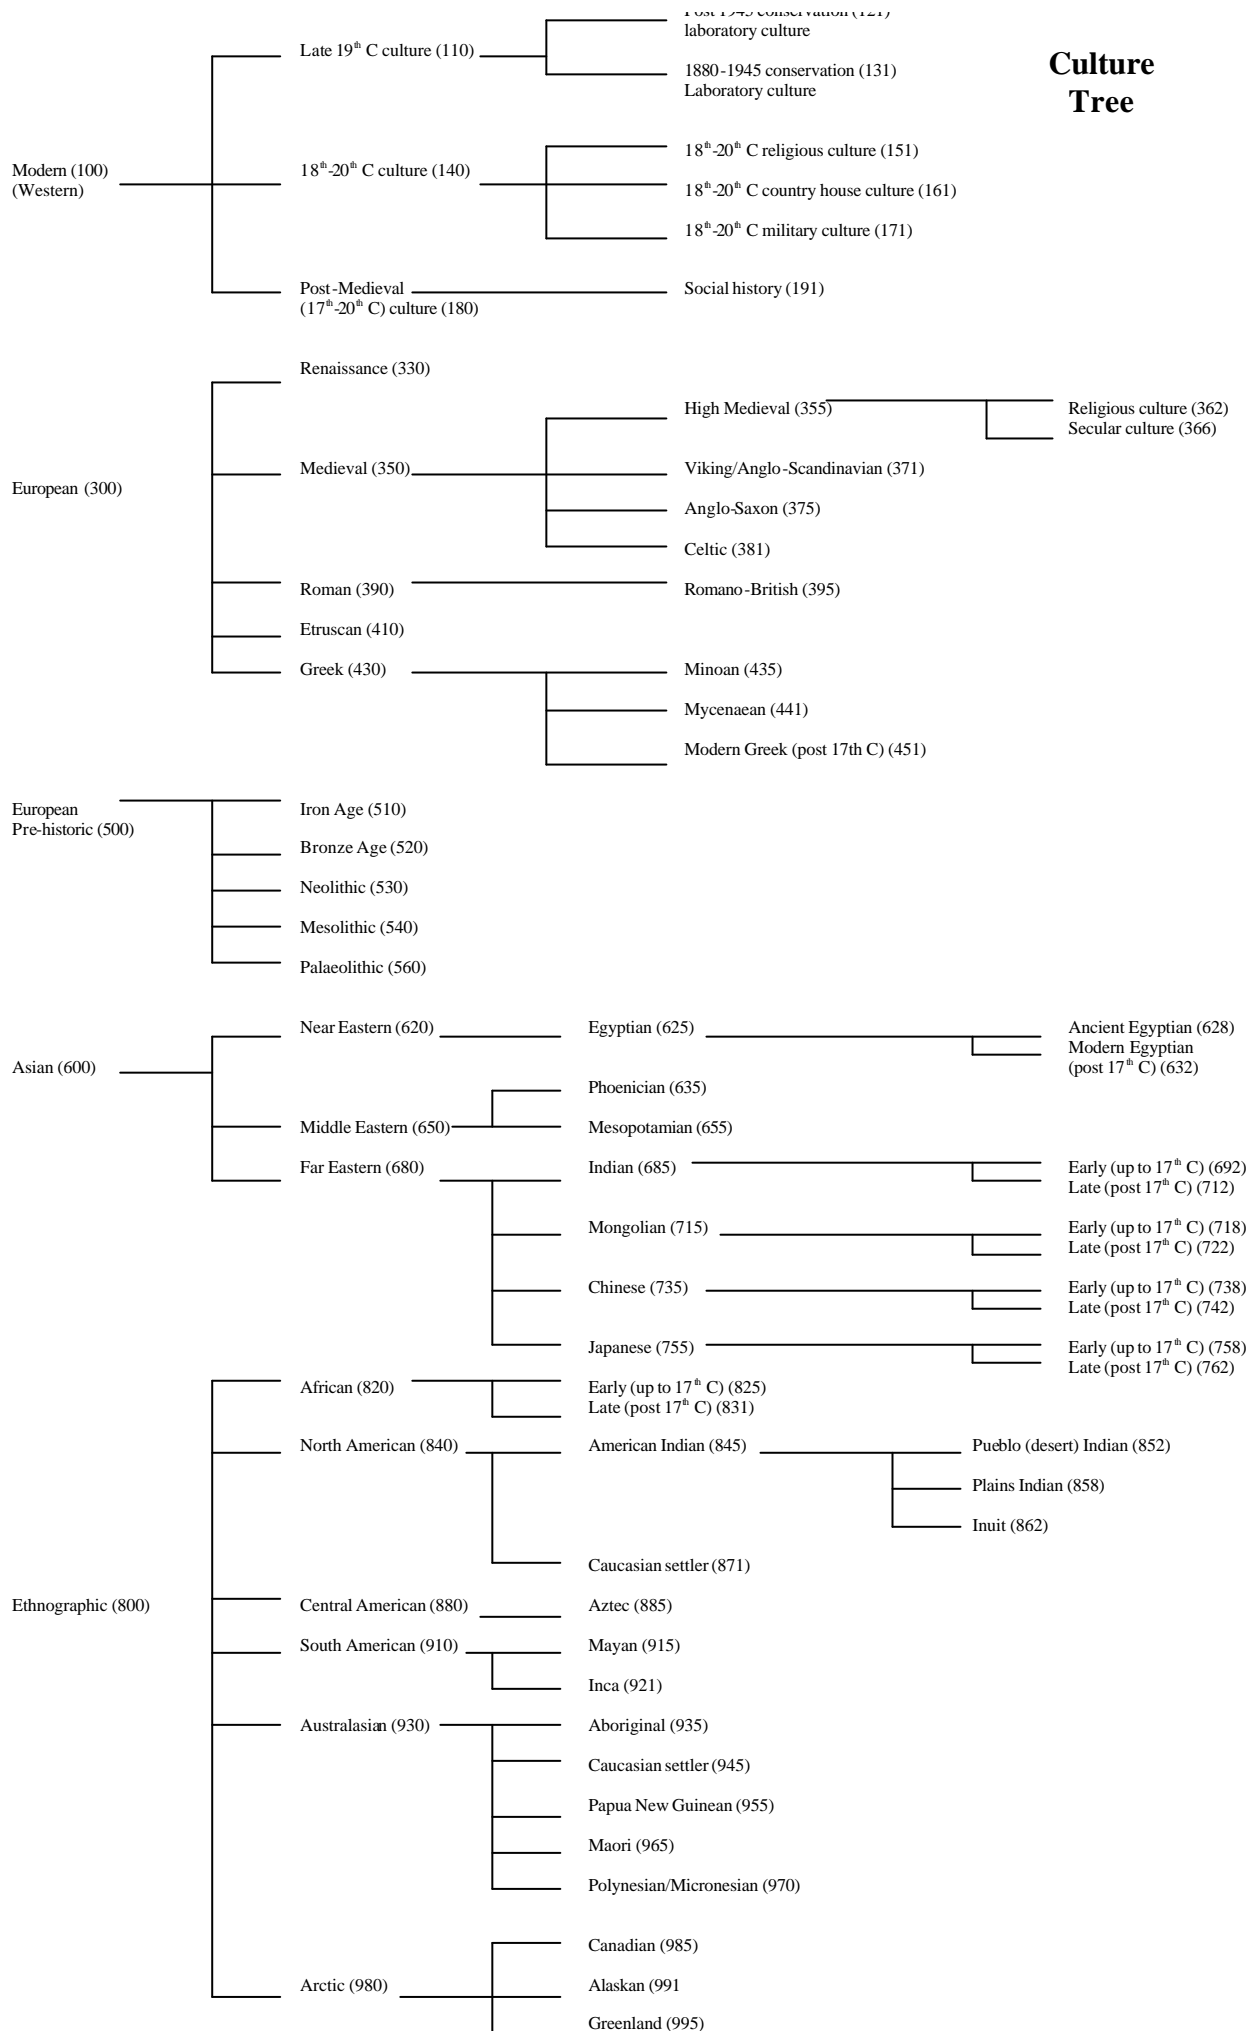 Post 1945 conservation (121)
laboratory culture
Late 19th C culture (110)
1880-1945 conservation (131)
Laboratory culture
Culture
Tree
18th-20th C religious culture (151)
Modern (100)
(Western)
18th-20th C culture (140)
18th-20th C country house culture (161)
18th-20th C military culture (171)
Post-Medieval
(17th-20th C) culture (180)
Social history (191)
Renaissance (330)
High Medieval (355)
Religious culture (362)
Secular culture (366)
European (300)
Medieval (350)
Viking/Anglo-Scandinavian (371)
Anglo-Saxon (375)
Celtic (381)
Roman (390)
Romano-British (395)
Etruscan (410)
Greek (430)
Minoan (435)
Mycenaean (441)
Modern Greek (post 17th C) (451)
European
Pre-historic (500)
Iron Age (510)
Bronze Age (520)
Neolithic (530)
Mesolithic (540)
Palaeolithic (560)
Near Eastern (620)
Egyptian (625)
Ancient Egyptian (628)
Modern Egyptian
(post 17th C) (632)
Asian (600)
Phoenician (635)
Middle Eastern (650)
Mesopotamian (655)
Far Eastern (680)
Indian (685)
Early (up to 17th C) (692)
Late (post 17th C) (712)
Mongolian (715)
Early (up to 17th C) (718)
Late (post 17th C) (722)
Chinese (735)
Early (up to 17th C) (738)
Late (post 17th C) (742)
Japanese (755)
Early (up to 17th C) (758)
Late (post 17th C) (762)
African (820)
Early (up to 17th C) (825)
Late (post 17th C) (831)
North American (840)
American Indian (845)
Pueblo (desert) Indian (852)
Plains Indian (858)
Inuit (862)
Caucasian settler (871)
Ethnographic (800)
Central American (880)
Aztec (885)
South American (910)
Mayan (915)
Inca (921)
Australasian (930)
Aboriginal (935)
Caucasian settler (945)
Papua New Guinean (955)
Maori (965)
Polynesian/Micronesian (970)
Canadian (985)
Arctic (980)
Alaskan (991
Greenland (995)